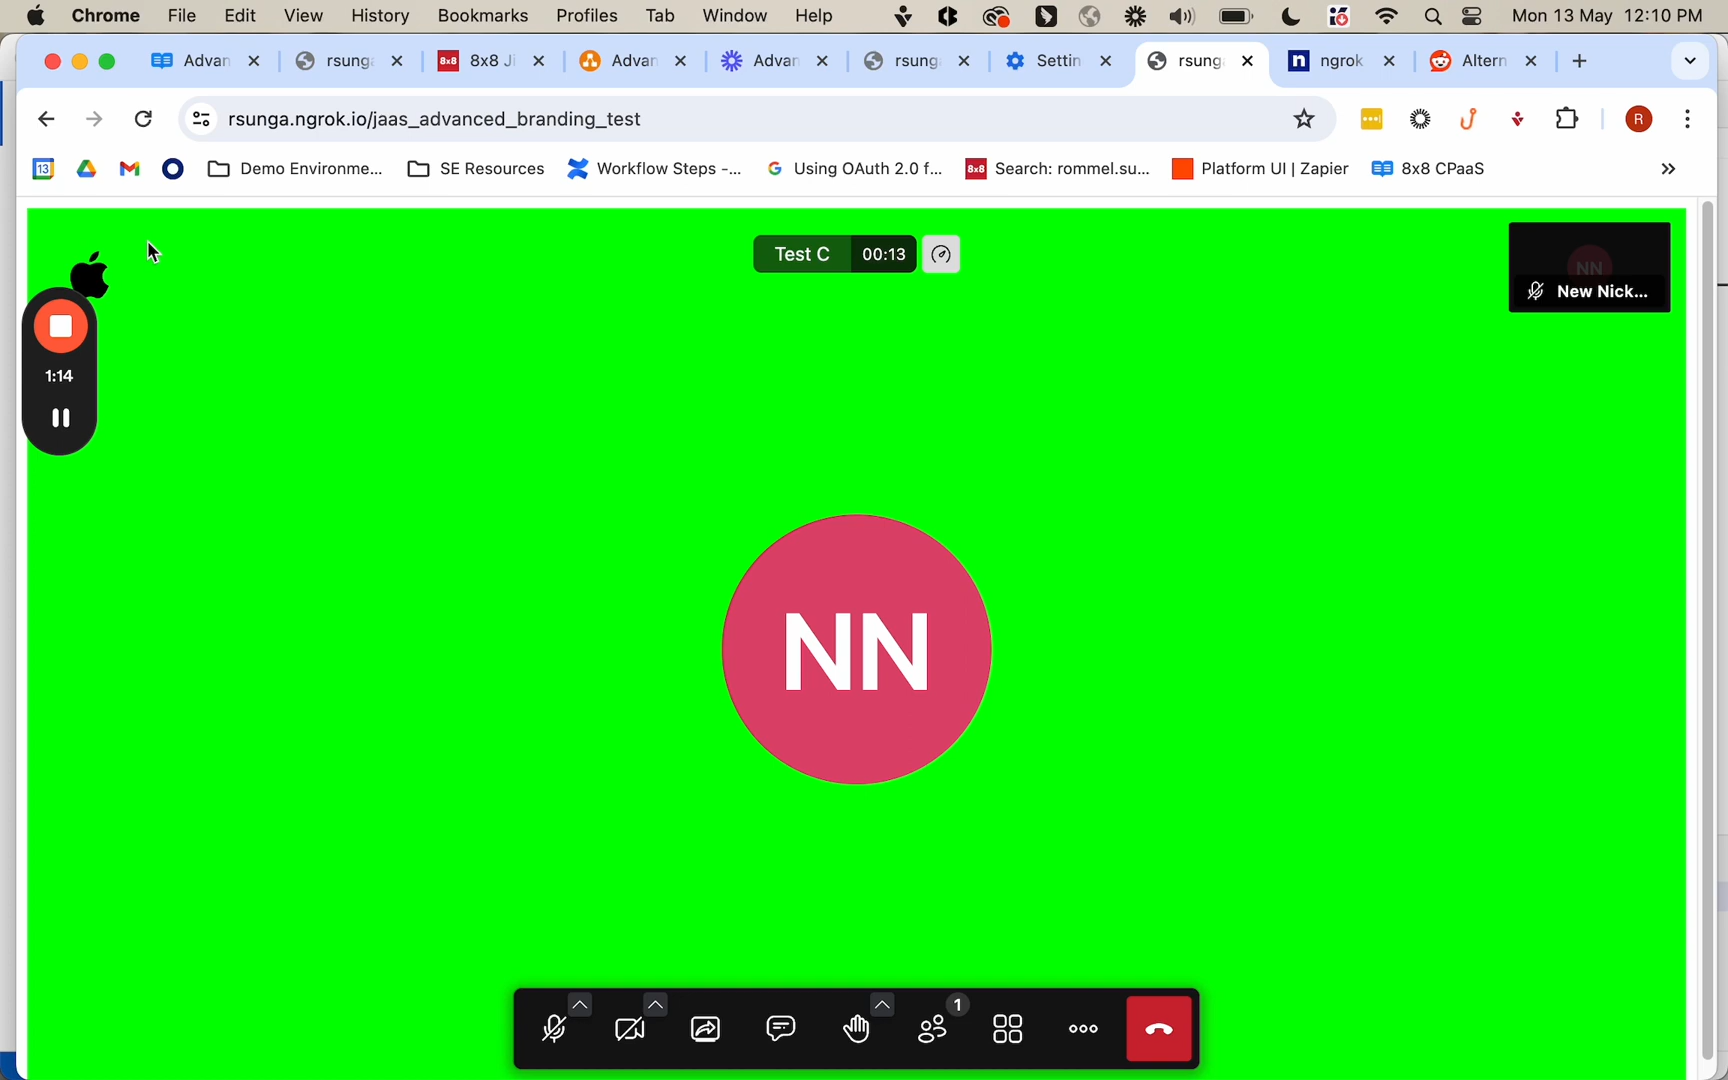 Chrome File Edit View History Bookmarks Profiles Tab Window Help Mon 13 May 12:10 PM
Advan rsung 8x8 Ji Advan Advan rsung Settin rsung ngrok Altern
rsunga.ngrok.io/jaas_advanced_branding_test R
13 Demo Environme... SE Resources Workflow Steps -... Using OAuth 2.0 f... 8x8 Search: rommel.su... Platform UI | Zapier 8x8 CPaaS
Test C 00:13
NN
New Nick...
1:14
NN
1